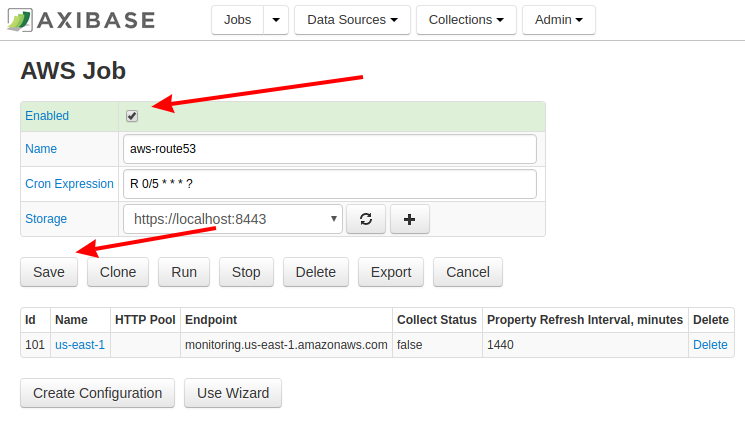 AXIBASE Jobs Data Sources Collections Admin
AWS Job
Enabled
Name aws-route53
Cron Expression R 0/5 * * * ?
Storage https://localhost:8443
Save Clone Run Stop Delete Export Cancel
Id Name HTTP Pool Endpoint Collect Status Property Refresh Interval, minutes Delete
101 us-east-1 monitoring.us-east-1.amazonaws.com false 1440 Delete
Create Configuration Use Wizard